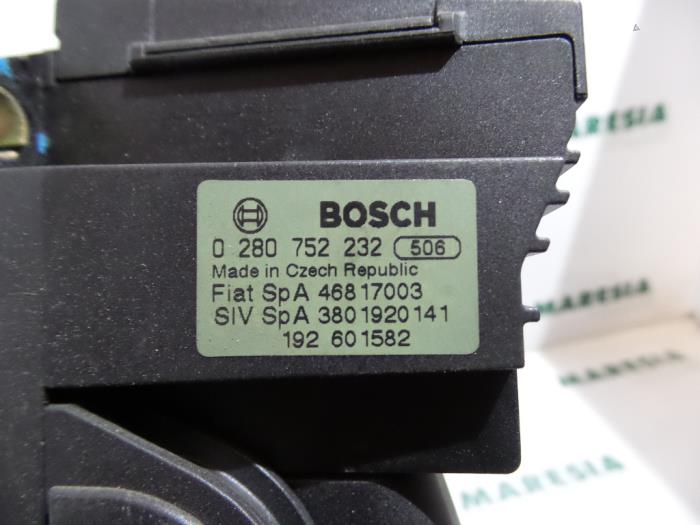 BOSCH
0 280 752 232 506
Made in Czech Republic
Fiat SpA 46817003
SIV SpA 3801920141
192 601582
MARESIA
MARESIA
MARESIA